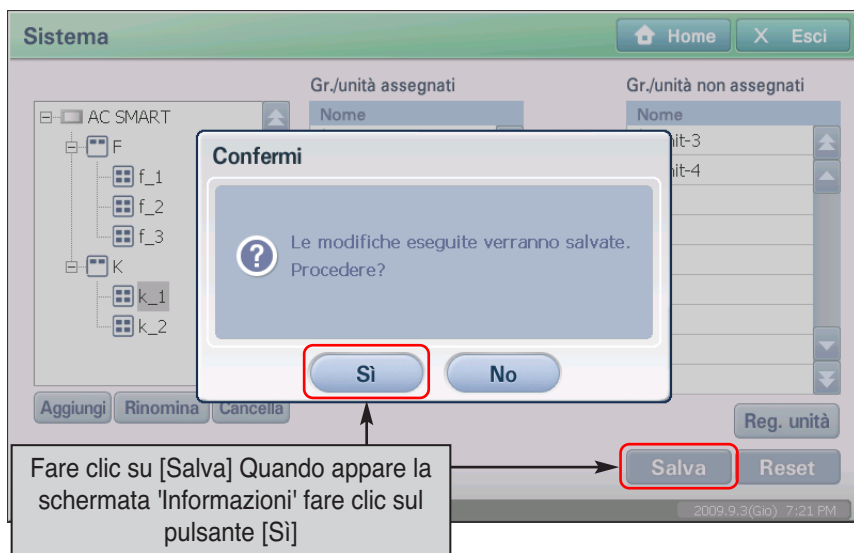 Sistema
Home
X Esci
Gr./unità assegnati
Gr./unità non assegnati
AC SMART
Nome
Nome
F
f_1
f_2
f_3
K
k_1
k_2
Confermi
Le modifiche eseguite verranno salvate.
Procedere?
Sì
No
Aggiungi
Rinomina
Cancella
Reg. unità
Salva
Reset
Fare clic su [Salva] Quando appare la
schermata 'Informazioni' fare clic sul
pulsante [Sì]
2009.9.3(Gio) 7:21 PM